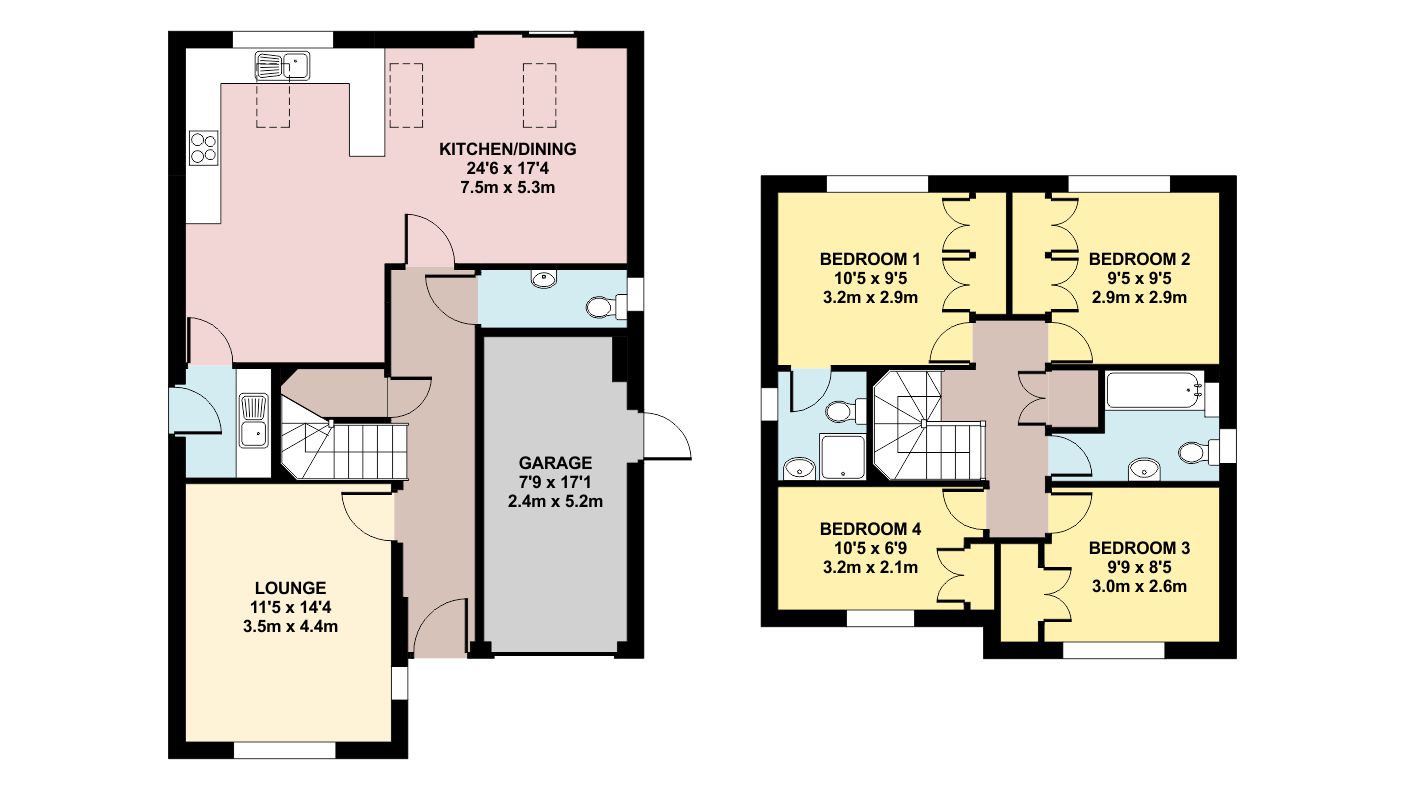 KITCHEN/DINING
24'6 x 17'4
7.5m x 5.3m
GARAGE
7'9 x 17'1
2.4m x 5.2m
LOUNGE
11'5 x 14'4
3.5m x 4.4m
BEDROOM 1
10'5 x 9'5
3.2m x 2.9m
BEDROOM 2
9'5 x 9'5
2.9m x 2.9m
BEDROOM 4
10'5 x 6'9
3.2m x 2.1m
BEDROOM 3
9'9 x 8'5
3.0m x 2.6m